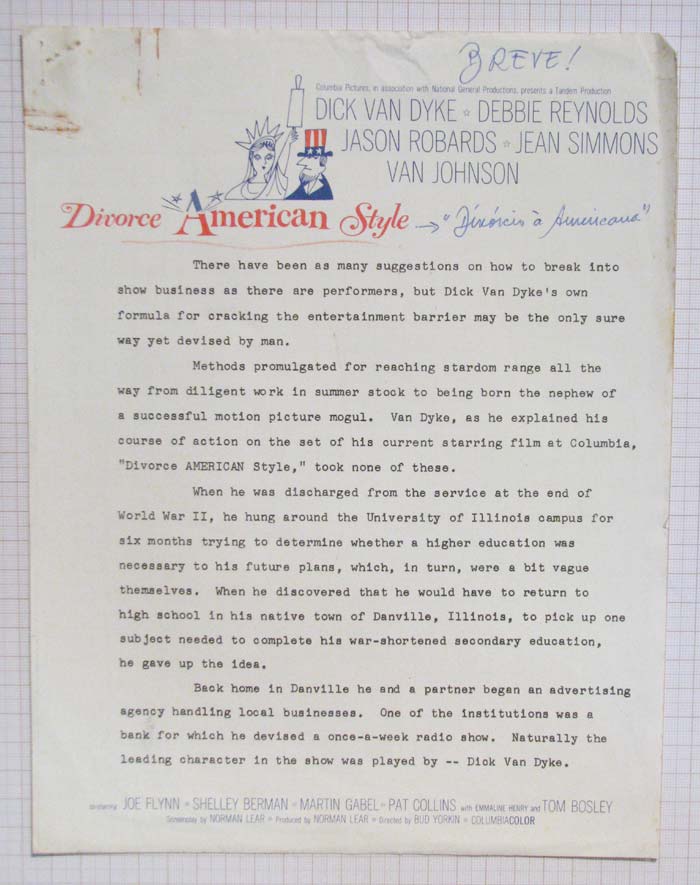 BREVE!
Columbia Pictures, in association with National General Productions, presents a Tandem Production
DICK VAN DYKE ☆ DEBBIE REYNOLDS
JASON ROBARDS ☆ JEAN SIMMONS
VAN JOHNSON
Divorce American Style → "Divórcio à Americana"
There have been as many suggestions on how to break into
show business as there are performers, but Dick Van Dyke's own
formula for cracking the entertainment barrier may be the only sure
way yet devised by man.
Methods promulgated for reaching stardom range all the
way from diligent work in summer stock to being born the nephew of
a successful motion picture mogul. Van Dyke, as he explained his
course of action on the set of his current starring film at Columbia,
"Divorce AMERICAN Style," took none of these.
When he was discharged from the service at the end of
World War II, he hung around the University of Illinois campus for
six months trying to determine whether a higher education was
necessary to his future plans, which, in turn, were a bit vague
themselves. When he discovered that he would have to return to
high school in his native town of Danville, Illinois, to pick up one
subject needed to complete his war-shortened secondary education,
he gave up the idea.
Back home in Danville he and a partner began an advertising
agency handling local businesses. One of the institutions was a
bank for which he devised a once-a-week radio show. Naturally the
leading character in the show was played by -- Dick Van Dyke.
co-starring JOE FLYNN ☆ SHELLEY BERMAN ☆ MARTIN GABEL ☆ PAT COLLINS with EMMALINE HENRY and TOM BOSLEY
Screenplay by NORMAN LEAR ☆ Produced by NORMAN LEAR ☆ Directed by BUD YORKIN ☆ COLUMBIACOLOR